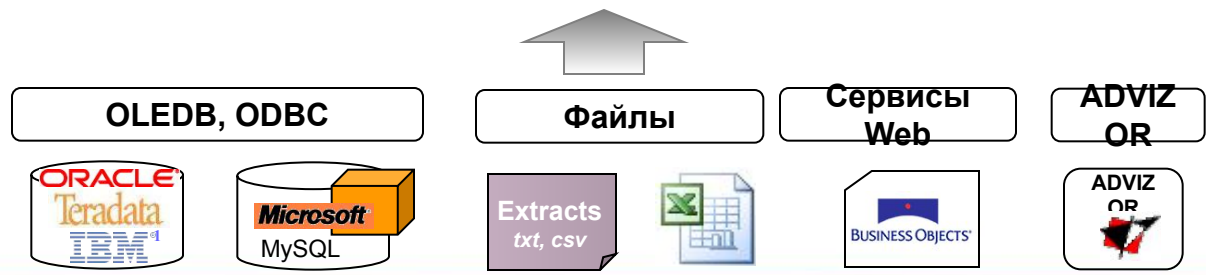 OLEDB, ODBC
Файлы
Сервисы
Web
ADVIZ
OR
ORACLE
Teradata
IBM
Microsoft
MySQL
Extracts
txt, csv
BUSINESS OBJECTS
ADVIZ
OR